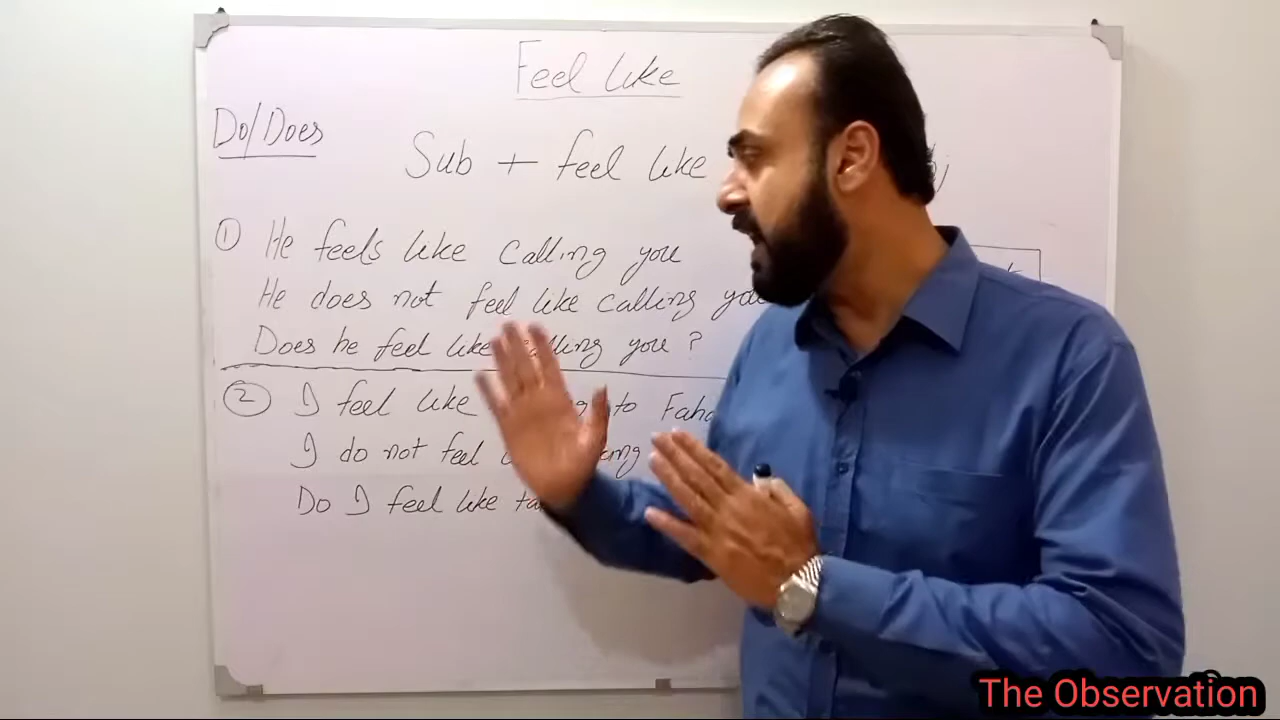 Feel like
Do/Does
Sub + feel like
① He feels like calling you
He does not feel like calling you
Does he feel like calling you ?
② I feel like to
I do not feel
Do I feel like
The Observation